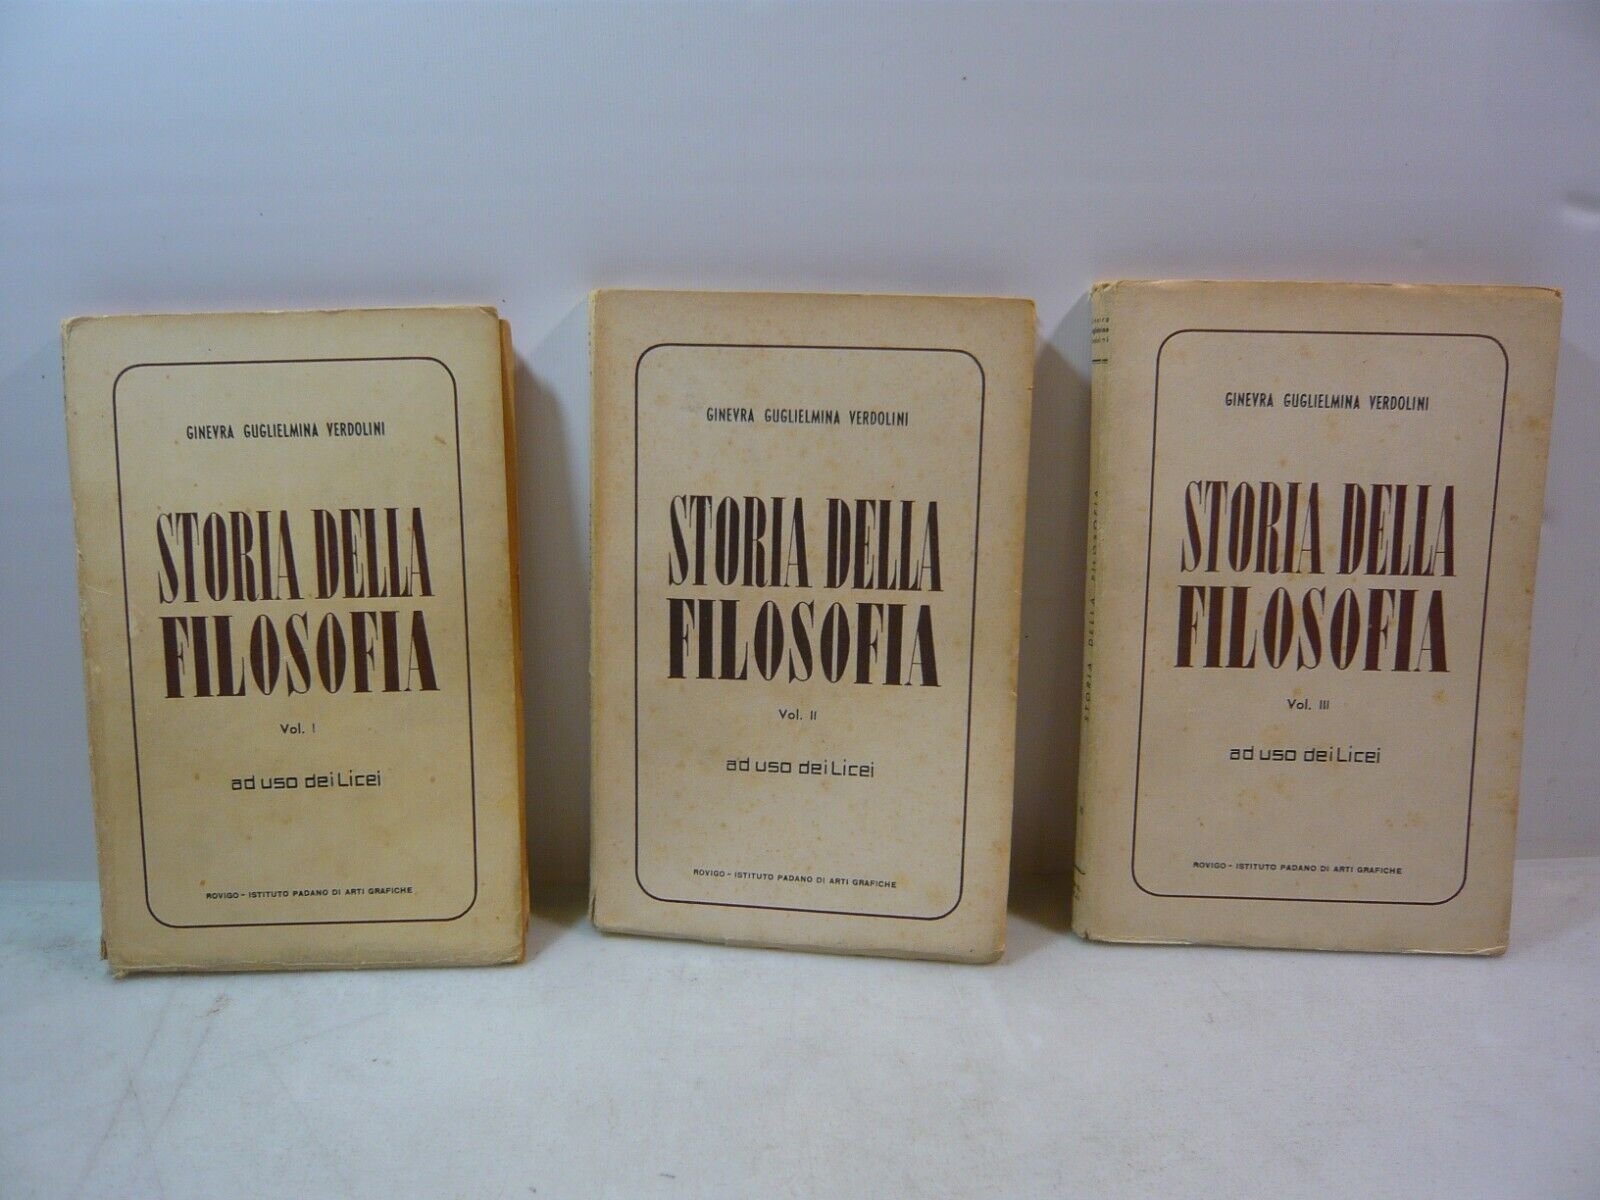 GINEVRA GUGLIELMINA VERDOLINI
STORIA DELLA
FILOSOFIA
Vol. I
ad uso dei Licei
ROVIGO - ISTITUTO PADANO DI ARTI GRAFICHE
GINEVRA GUGLIELMINA VERDOLINI
STORIA DELLA
FILOSOFIA
Vol. II
ad uso dei Licei
ROVIGO - ISTITUTO PADANO DI ARTI GRAFICHE
STORIA DELLA FILOSOFIA
GINEVRA GUGLIELMINA VERDOLINI
STORIA DELLA
FILOSOFIA
Vol. III
ad uso dei Licei
ROVIGO - ISTITUTO PADANO DI ARTI GRAFICHE